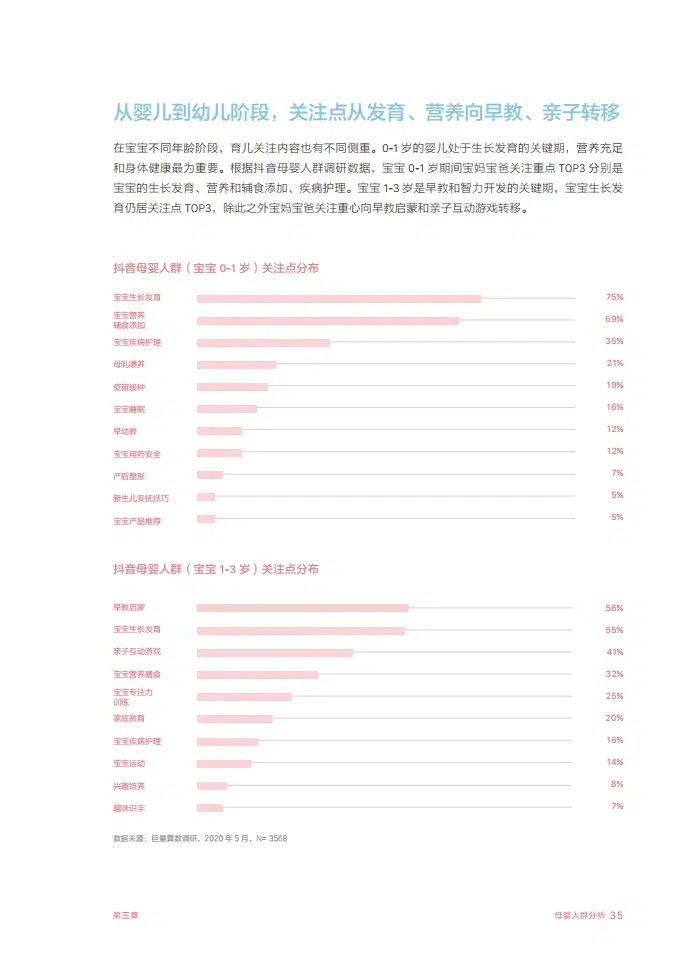 从婴儿到幼儿阶段，关注点从发育、营养向早教、亲子转移
在宝宝不同年龄阶段，育儿关注内容也有不同侧重。0-1 岁的婴儿处于生长发育的关键期，营养充足
和身体健康最为重要。根据抖音母婴人群调研数据，宝宝 0-1 岁期间宝妈宝爸关注重点 TOP3 分别是
宝宝的生长发育、营养和辅食添加、疾病护理。宝宝 1-3 岁是早教和智力开发的关键期，宝宝生长发
育仍居关注点 TOP3，除此之外宝妈宝爸关注重心向早教启蒙和亲子互动游戏转移。
抖音母婴人群（宝宝 0-1 岁）关注点分布
宝宝生长发育 75%
宝宝营养
辅食添加 69%
宝宝疾病护理 35%
母乳喂养 21%
疫苗接种 19%
宝宝睡眠 16%
早幼教 12%
宝宝用药安全 12%
产后塑形 7%
新生儿安抚技巧 5%
宝宝产品推荐 5%
抖音母婴人群（宝宝 1-3 岁）关注点分布
早教启蒙 56%
宝宝生长发育 55%
亲子互动游戏 41%
宝宝营养膳食 32%
宝宝专注力
训练 25%
家庭教育 20%
宝宝疾病护理 16%
宝宝运动 14%
兴趣培养 8%
趣味识字 7%
数据来源：巨量算数调研，2020 年 5 月，N= 3568
第三章
母婴人群分析 35